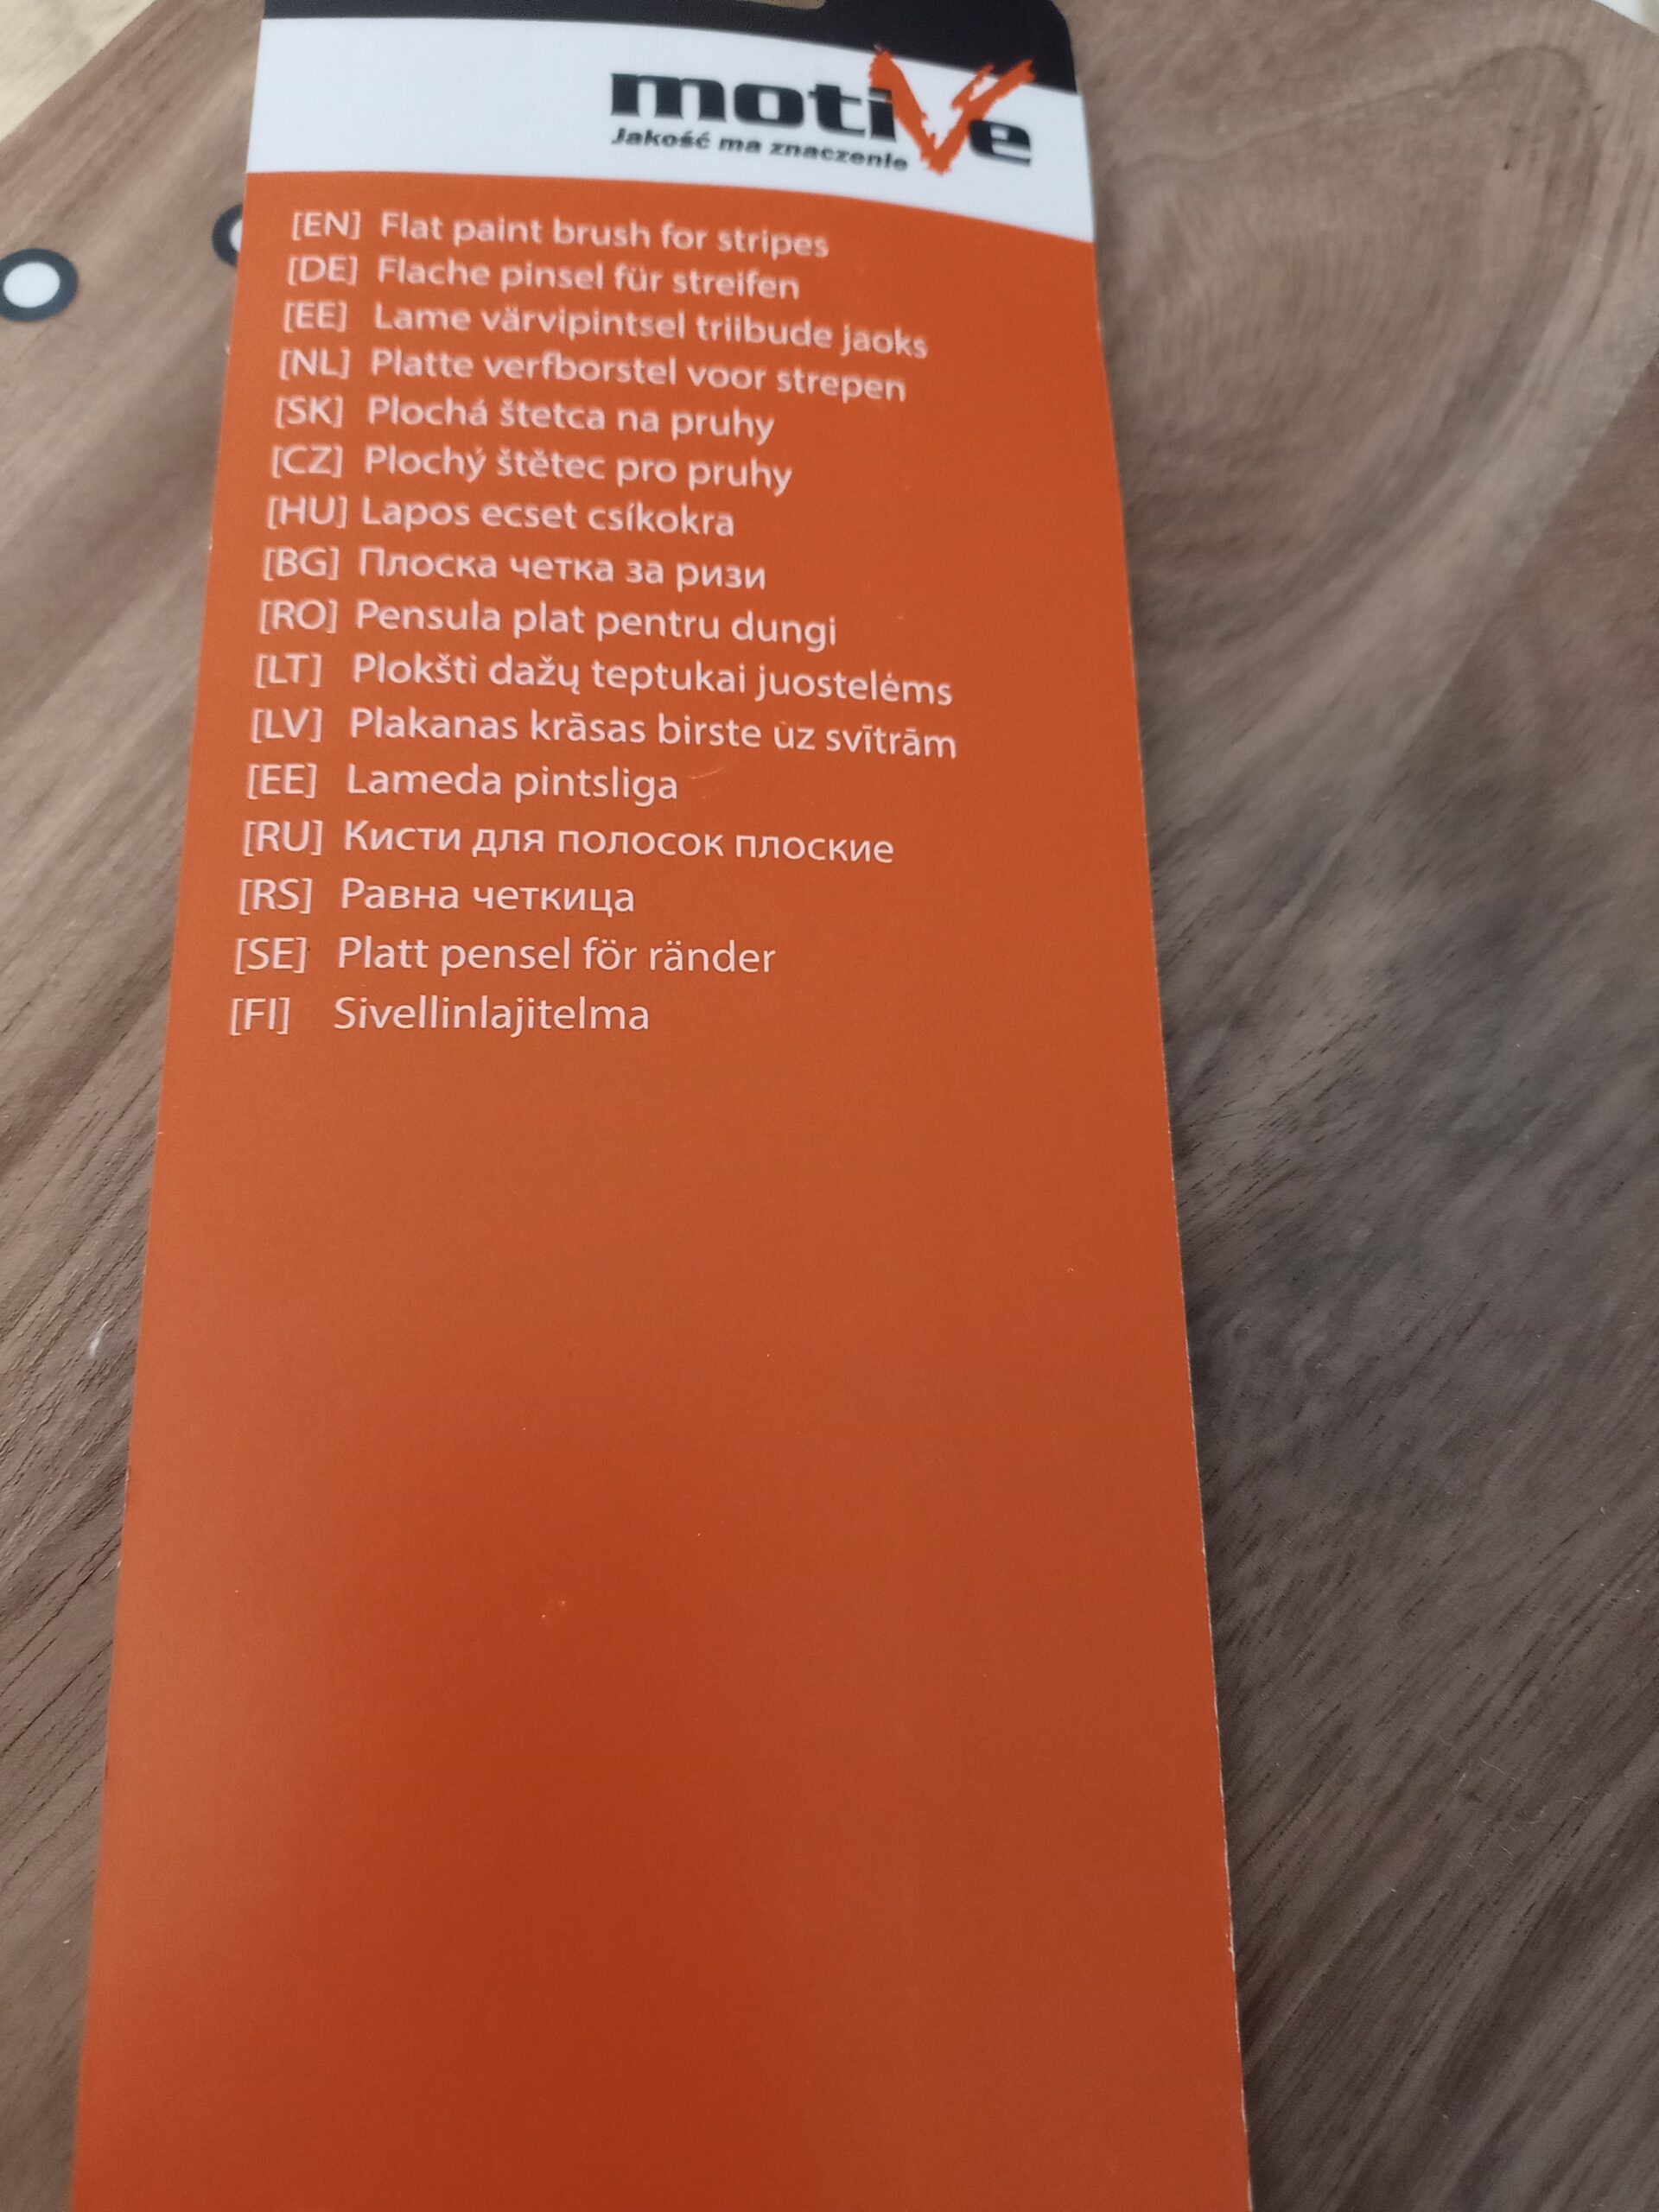 motiVe
Jakość ma znaczenie
[EN] Flat paint brush for stripes
[DE] Flache pinsel für streifen
[EE] Lame värvipintsel triibude jaoks
[NL] Platte verfborstel voor strepen
[SK] Plochá štetca na pruhy
[CZ] Plochý štětec pro pruhy
[HU] Lapos ecset csíkokra
[BG] Плоска четка за ризи
[RO] Pensula plat pentru dungi
[LT] Plokšti dažų teptukai juostelėms
[LV] Plakanas krāsas birste uz svītrām
[EE] Lameda pintsliga
[RU] Кисти для полосок плоские
[RS] Равна четкица
[SE] Platt pensel för ränder
[FI] Sivellinlajitelma